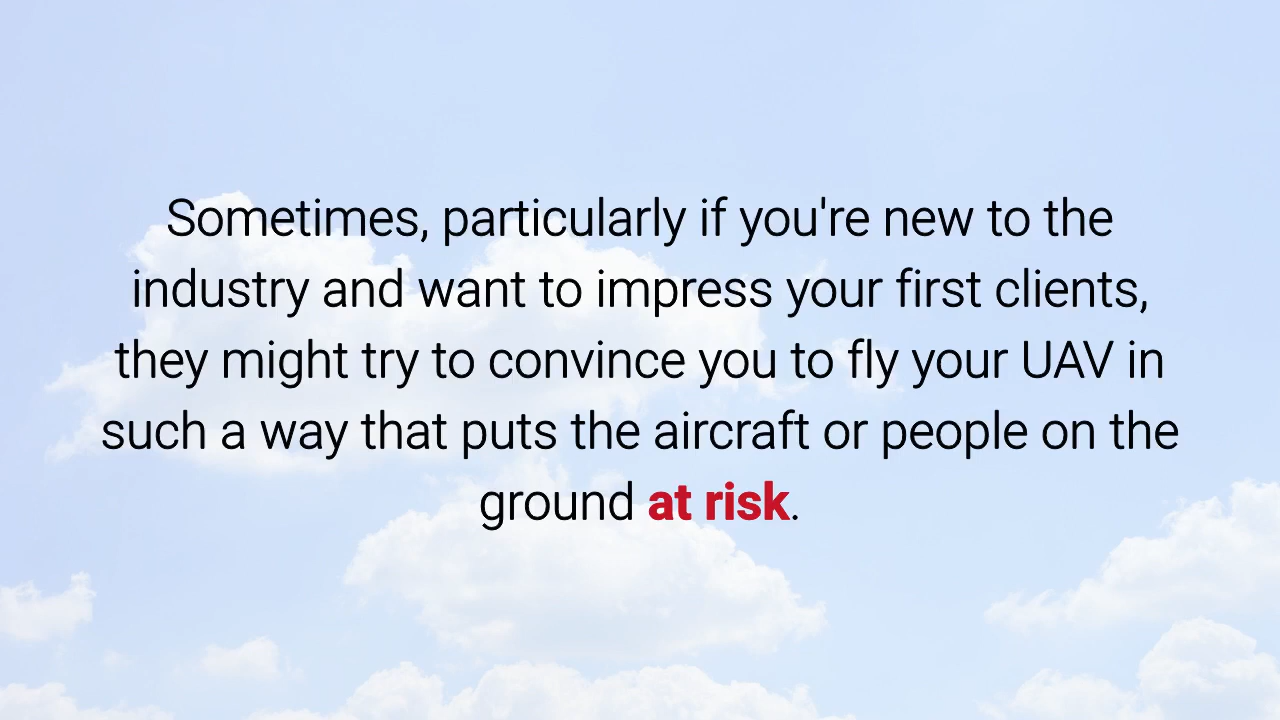 Sometimes, particularly if you're new to the
industry and want to impress your first clients,
they might try to convince you to fly your UAV in
such a way that puts the aircraft or people on the
ground at risk.